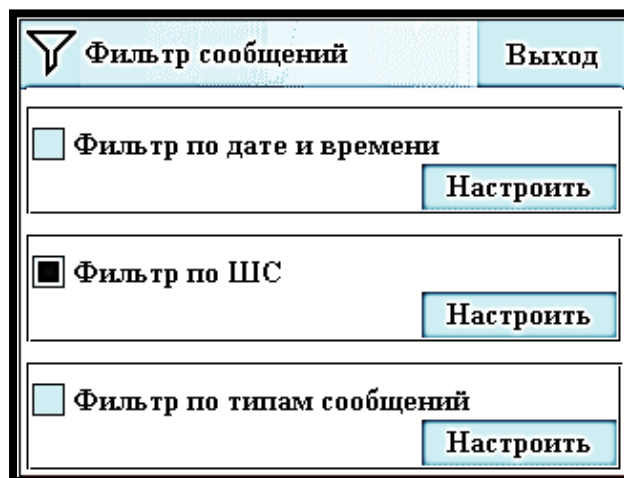 Фильтр сообщений Выход
Фильтр по дате и времени
Настроить
Фильтр по ШС
Настроить
Фильтр по типам сообщений
Настроить